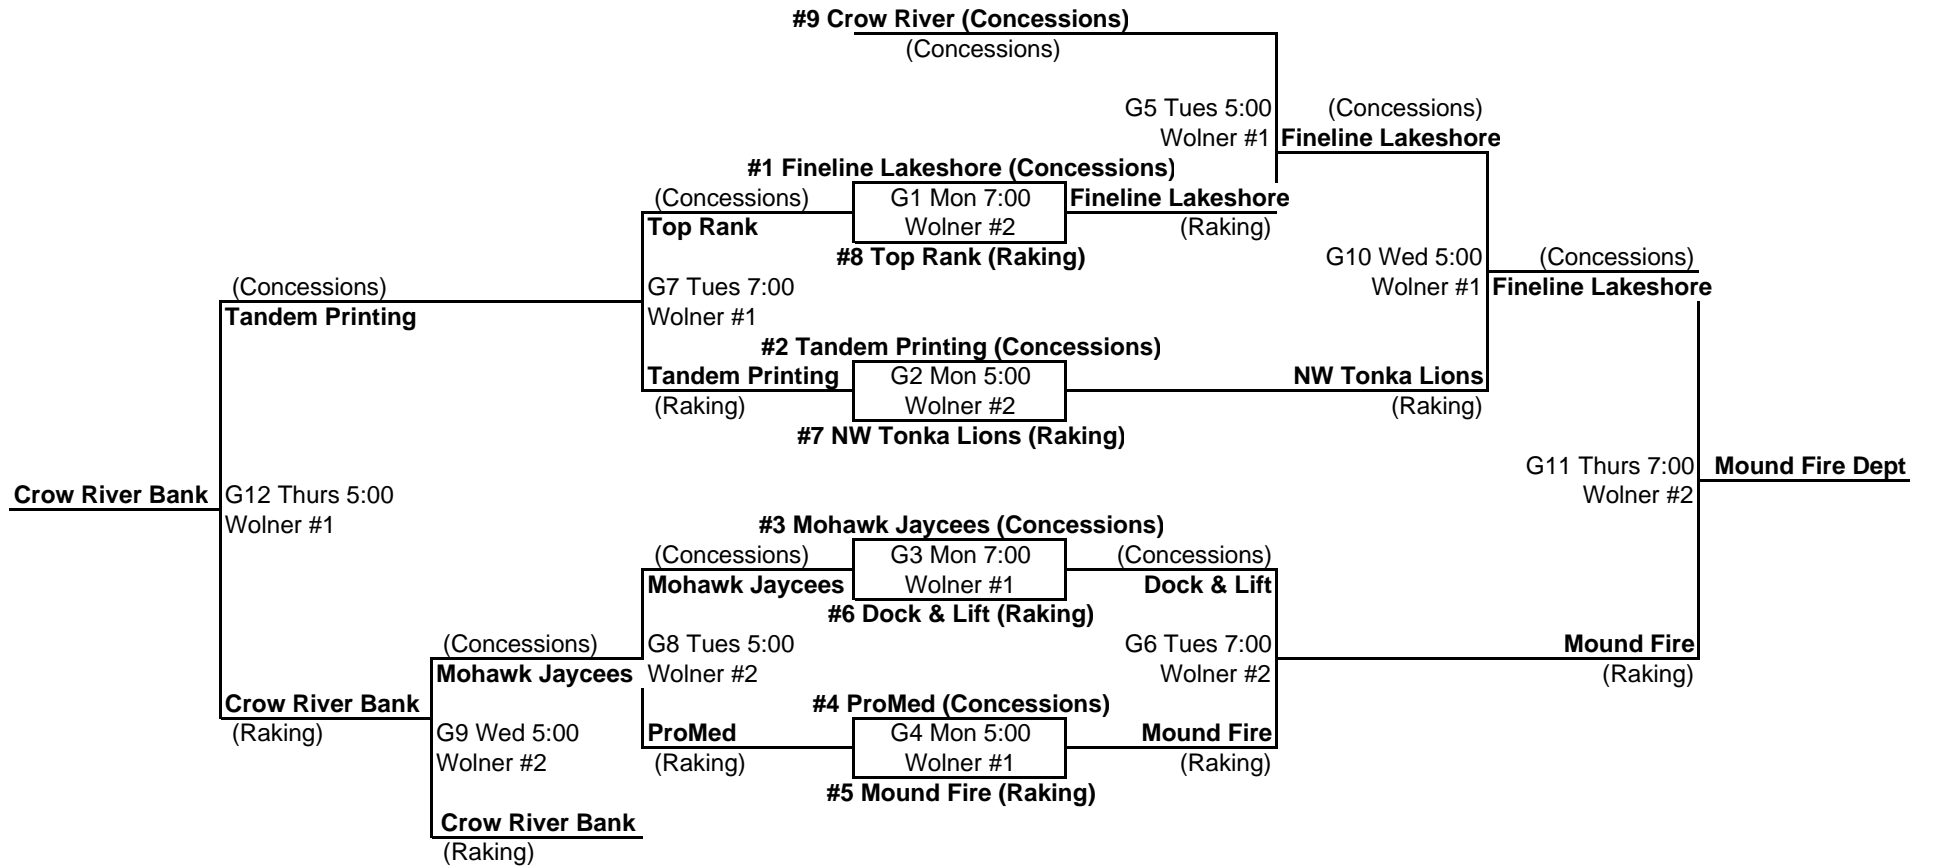 #9 Crow River (Concessions)
(Concessions)
G5 Tues 5:00
(Concessions)
Wolner #1
Fineline Lakeshore
#1 Fineline Lakeshore (Concessions)
(Concessions)
G1 Mon 7:00
Fineline Lakeshore
Top Rank
Wolner #2
(Raking)
#8 Top Rank (Raking)
G10 Wed 5:00
(Concessions)
(Concessions)
G7 Tues 7:00
Wolner #1
Fineline Lakeshore
Tandem Printing
Wolner #1
#2 Tandem Printing (Concessions)
Tandem Printing
G2 Mon 5:00
NW Tonka Lions
(Raking)
Wolner #2
(Raking)
#7 NW Tonka Lions (Raking)
G11 Thurs 7:00
Mound Fire Dept
Crow River Bank
G12 Thurs 5:00
Wolner #2
Wolner #1
#3 Mohawk Jaycees (Concessions)
(Concessions)
G3 Mon 7:00
(Concessions)
Mohawk Jaycees
Wolner #1
Dock & Lift
#6 Dock & Lift (Raking)
(Concessions)
G8 Tues 5:00
G6 Tues 7:00
Mound Fire
Mohawk Jaycees
Wolner #2
Wolner #2
(Raking)
Crow River Bank
#4 ProMed (Concessions)
(Raking)
G9 Wed 5:00
ProMed
G4 Mon 5:00
Mound Fire
Wolner #2
(Raking)
Wolner #1
(Raking)
#5 Mound Fire (Raking)
Crow River Bank
(Raking)